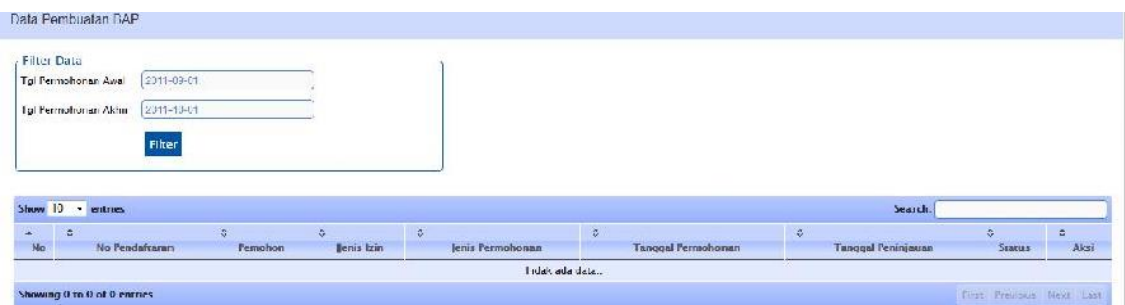 Data Pembuatan BAP
Filter Data
Tgl Permohonan Awal 2011-09-01
Tgl Permohonan Akhir 2011-10-01
Filter
Show 10 entries Search:
No No Pendaftaran Pemohon Jenis Izin Jenis Permohonan Tanggal Permohonan Tanggal Peninjauan Status Aksi
Tidak ada data..
Showing 0 to 0 of 0 entries First Previous Next Last